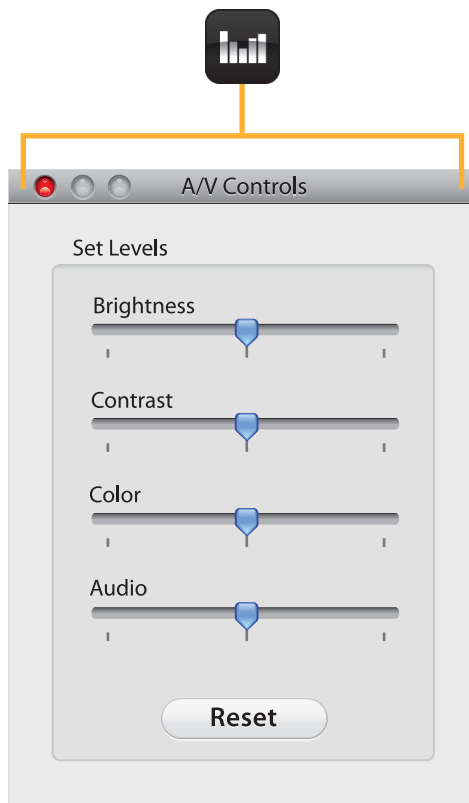 A/V Controls
Set Levels
Brightness
Contrast
Color
Audio
Reset